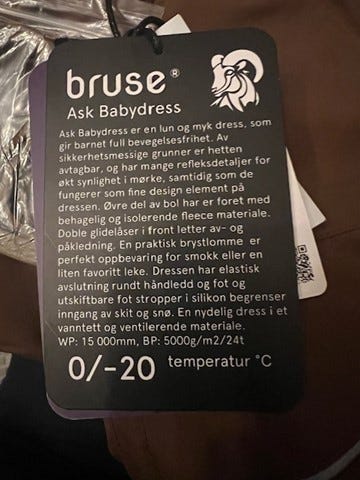 bruse®
Ask Babydress
Ask Babydress er en lun og myk dress, som
gir barnet full bevegelsesfrihet. Av
sikkerhetsmessige grunner er hetten
avtagbar, og har mange refleksdetaljer for
økt synlighet i mørke, samtidig som de
fungerer som fine design element på
dressen. Øvre del av bol har er foret med
behagelig og isolerende fleece materiale.
Doble glidelåser i front letter av- og
påkledning. En praktisk brystlomme er
perfekt oppbevaring for smokk eller en
liten favoritt leke. Dressen har elastisk
avslutning rundt håndledd og fot og
utskiftbare fot stropper i silikon begrenser
inngang av skit og snø. En nydelig dress i et
vanntett og ventilerende materiale.
WP: 15 000mm, BP: 5000g/m2/24t
0/-20 temperatur °C